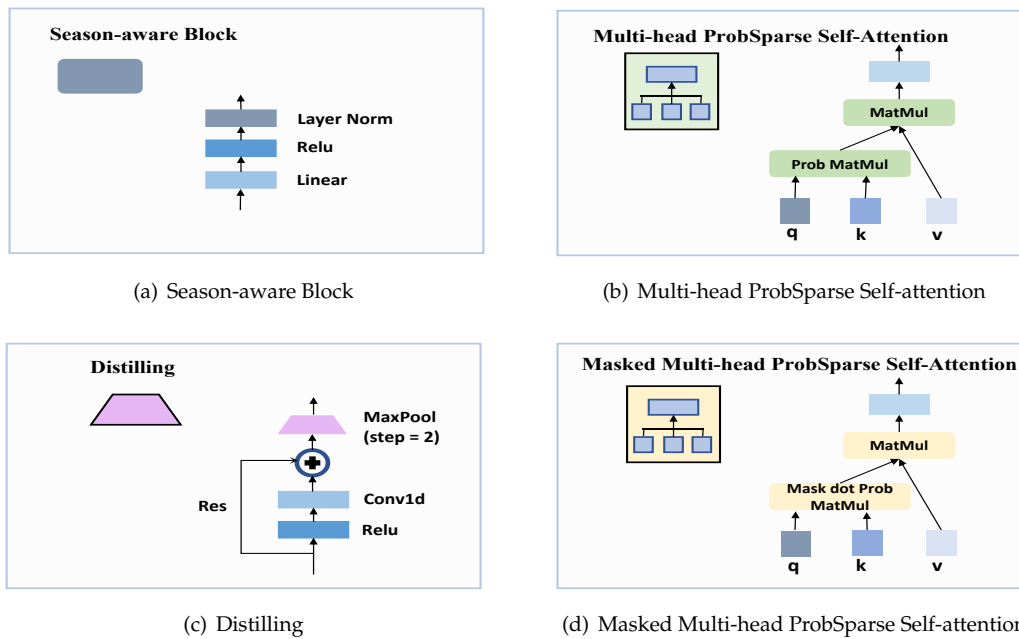 Season-aware Block
Layer Norm
Relu
Linear
(a) Season-aware Block
Multi-head ProbSparse Self-Attention
MatMul
Prob MatMul
q
k
v
(b) Multi-head ProbSparse Self-attention
Distilling
MaxPool
(step = 2)
Res
Conv1d
Relu
(c) Distilling
Masked Multi-head ProbSparse Self-Attention
MatMul
Mask dot Prob
MatMul
q
k
v
(d) Masked Multi-head ProbSparse Self-attention